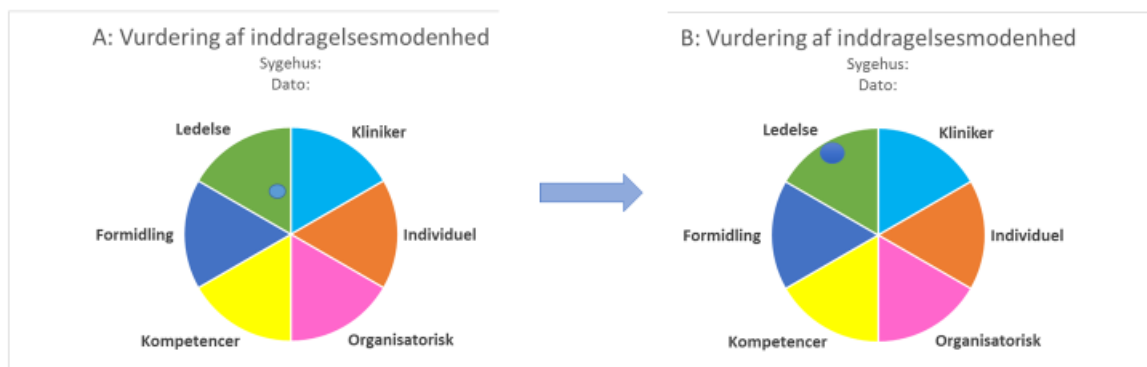 A: Vurdering af inddragelsesmodenhed
Sygehus:
Dato:
Ledelse
Kliniker
Formidling
Individuel
Kompetencer
Organisatorisk
B: Vurdering af inddragelsesmodenhed
Sygehus:
Dato:
Ledelse
Kliniker
Formidling
Individuel
Kompetencer
Organisatorisk